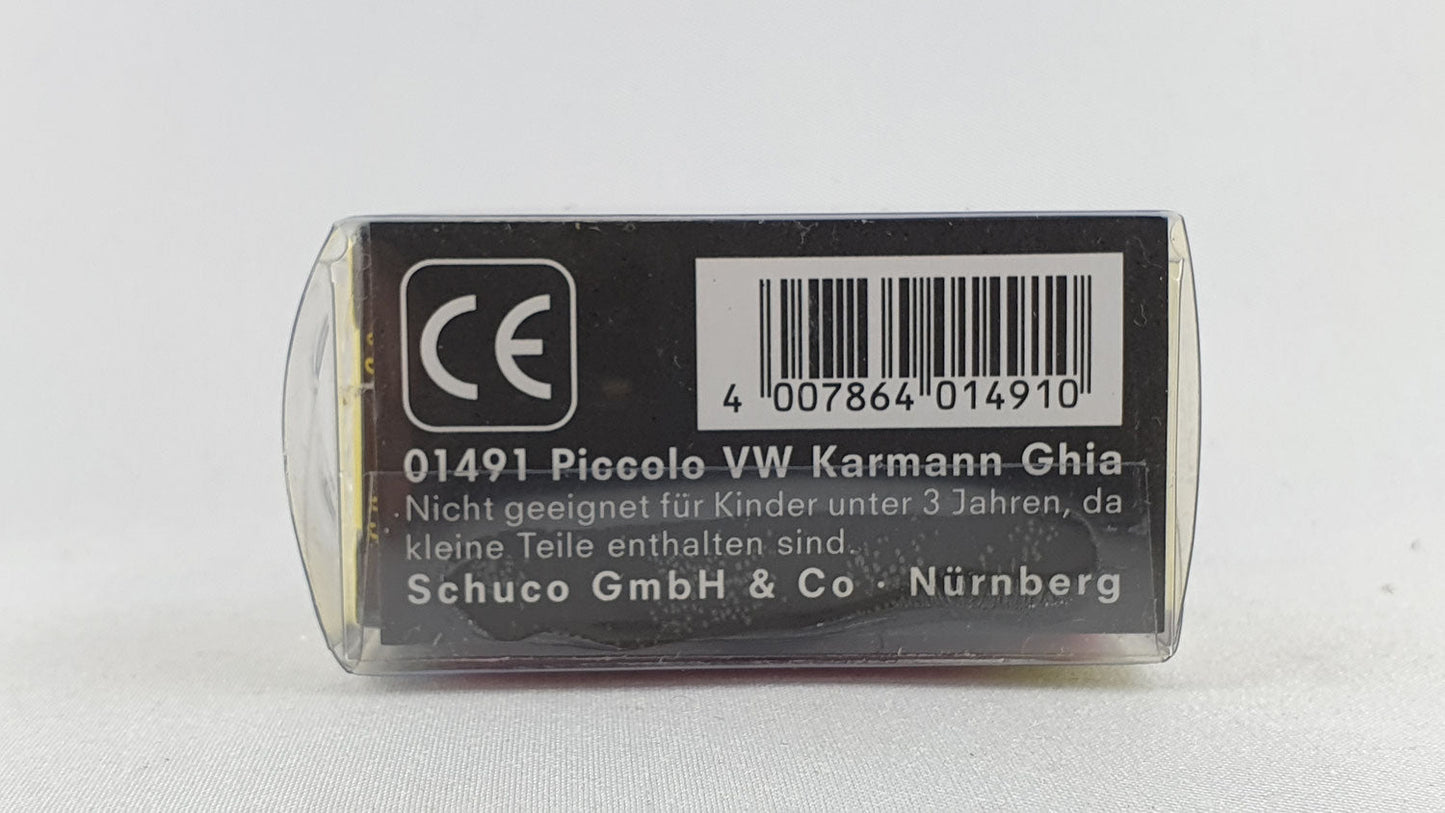 CE
4 007864 014910
01491 Piccolo VW Karmann Ghia
Nicht geeignet für Kinder unter 3 Jahren, da
kleine Teile enthalten sind.
Schuco GmbH & Co · Nürnberg